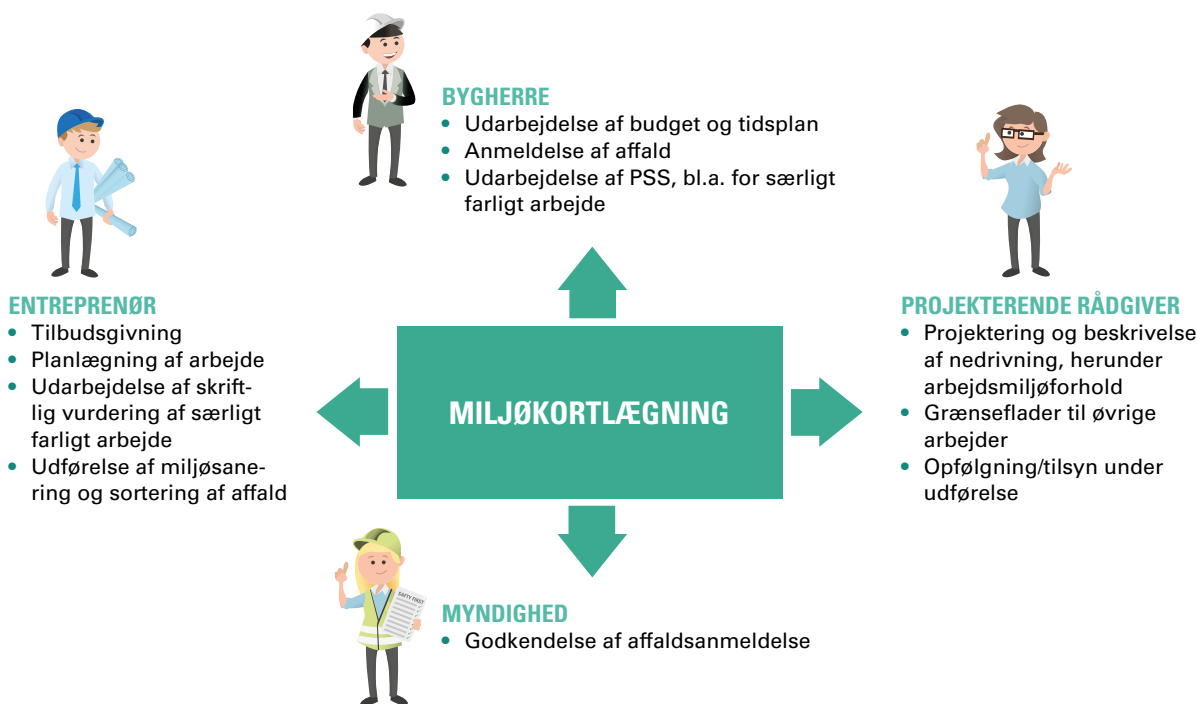 BYGHERRE
• Udarbejdelse af budget og tidsplan
• Anmeldelse af affald
• Udarbejdelse af PSS, bl.a. for særligt
farligt arbejde
ENTREPRENØR
• Tilbudsgivning
• Planlægning af arbejde
• Udarbejdelse af skrift-
lig vurdering af særligt
farligt arbejde
• Udførelse af miljøsane-
ring og sortering af affald
MILJØKORTLÆGNING
PROJEKTERENDE RÅDGIVER
• Projektering og beskrivelse
af nedrivning, herunder
arbejdsmiljøforhold
• Grænseflader til øvrige
arbejder
• Opfølgning/tilsyn under
udførelse
SAFTY FIRST
MYNDIGHED
• Godkendelse af affaldsanmeldelse